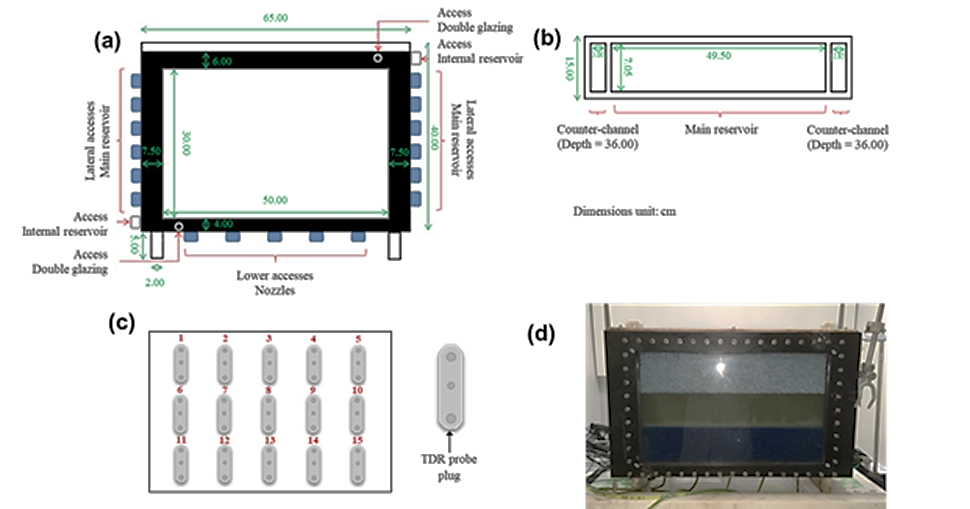 (a)
65.00
Access
Double glazing
Access
Internal reservoir
6.00
Lateral accesses
Main reservoir
30.00
7.50
7.50
40.00
Lateral accesses
Main reservoir
50.00
4.00
Access
Internal reservoir
5.00
Access
Double glazing
2.00
Lower accesses
Nozzles
(b)
15.00
7.05
49.50
Counter-channel
(Depth = 36.00)
Main reservoir
Counter-channel
(Depth = 36.00)
Dimensions unit: cm
(c)
1 2 3 4 5
6 7 8 9 10
11 12 13 14 15
TDR probe
plug
(d)